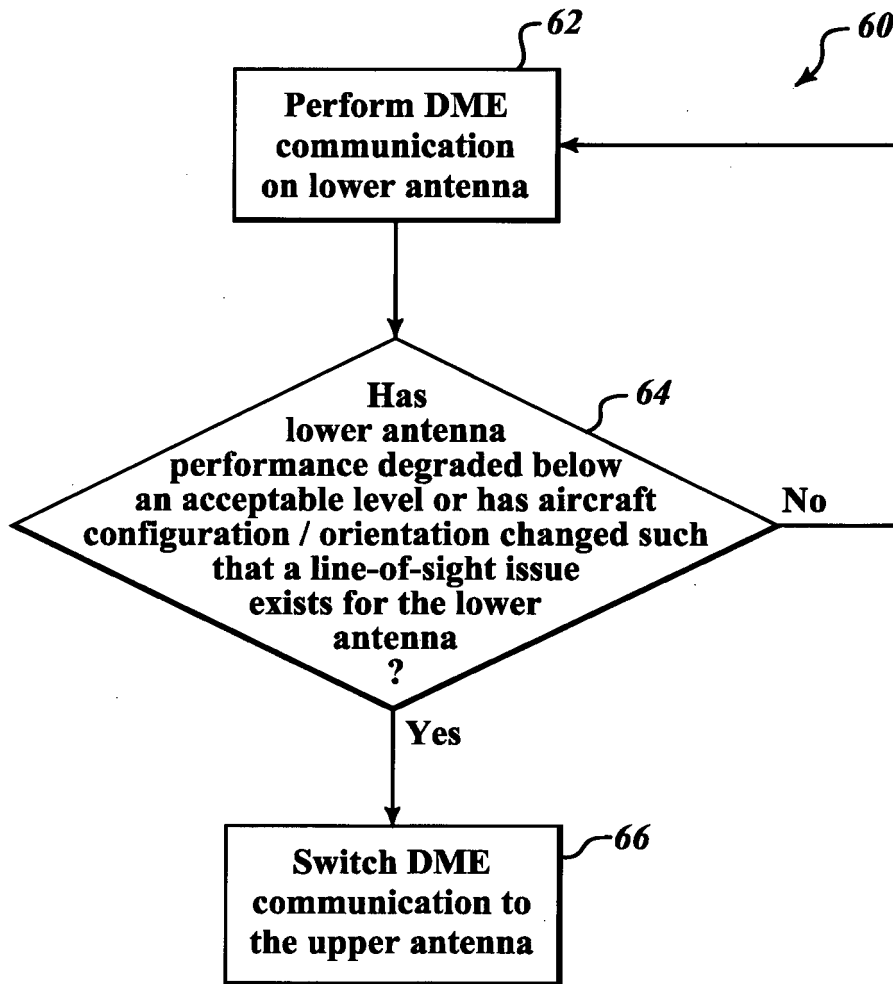 62
60
Perform DME
communication
on lower antenna
64
Has
lower antenna
performance degraded below
an acceptable level or has aircraft
configuration / orientation changed such
that a line-of-sight issue
exists for the lower
antenna
?
No
Yes
66
Switch DME
communication to
the upper antenna